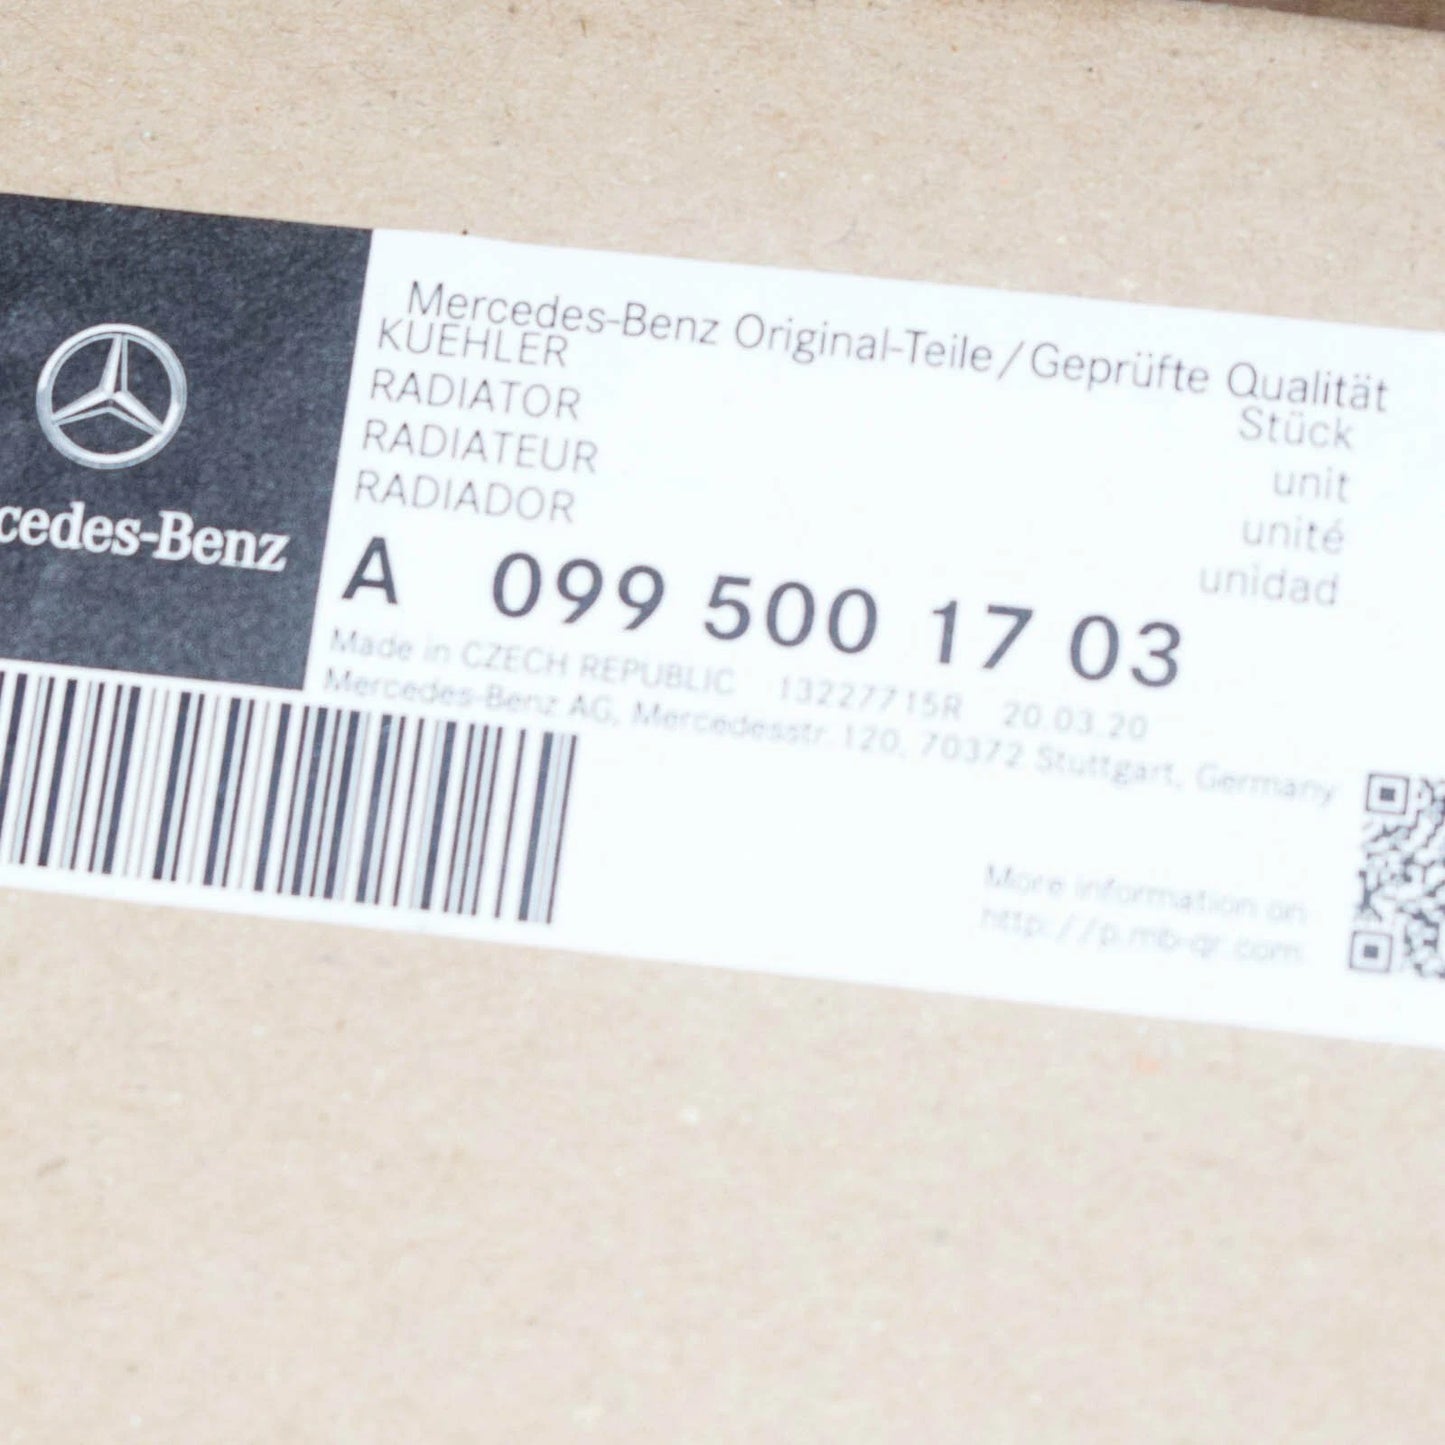 cedes-Benz
Mercedes-Benz Original-Teile/Geprüfte Qualität
KUEHLER
RADIATOR
RADIATEUR
RADIADOR
Stück
unit
unité
unidad
A 099 500 17 03
Made in CZECH REPUBLIC 13227715R 20.03.20
Mercedes-Benz AG, Mercedesstr. 120, 70372 Stuttgart, Germany
More information on
http://p.mb-qr.com